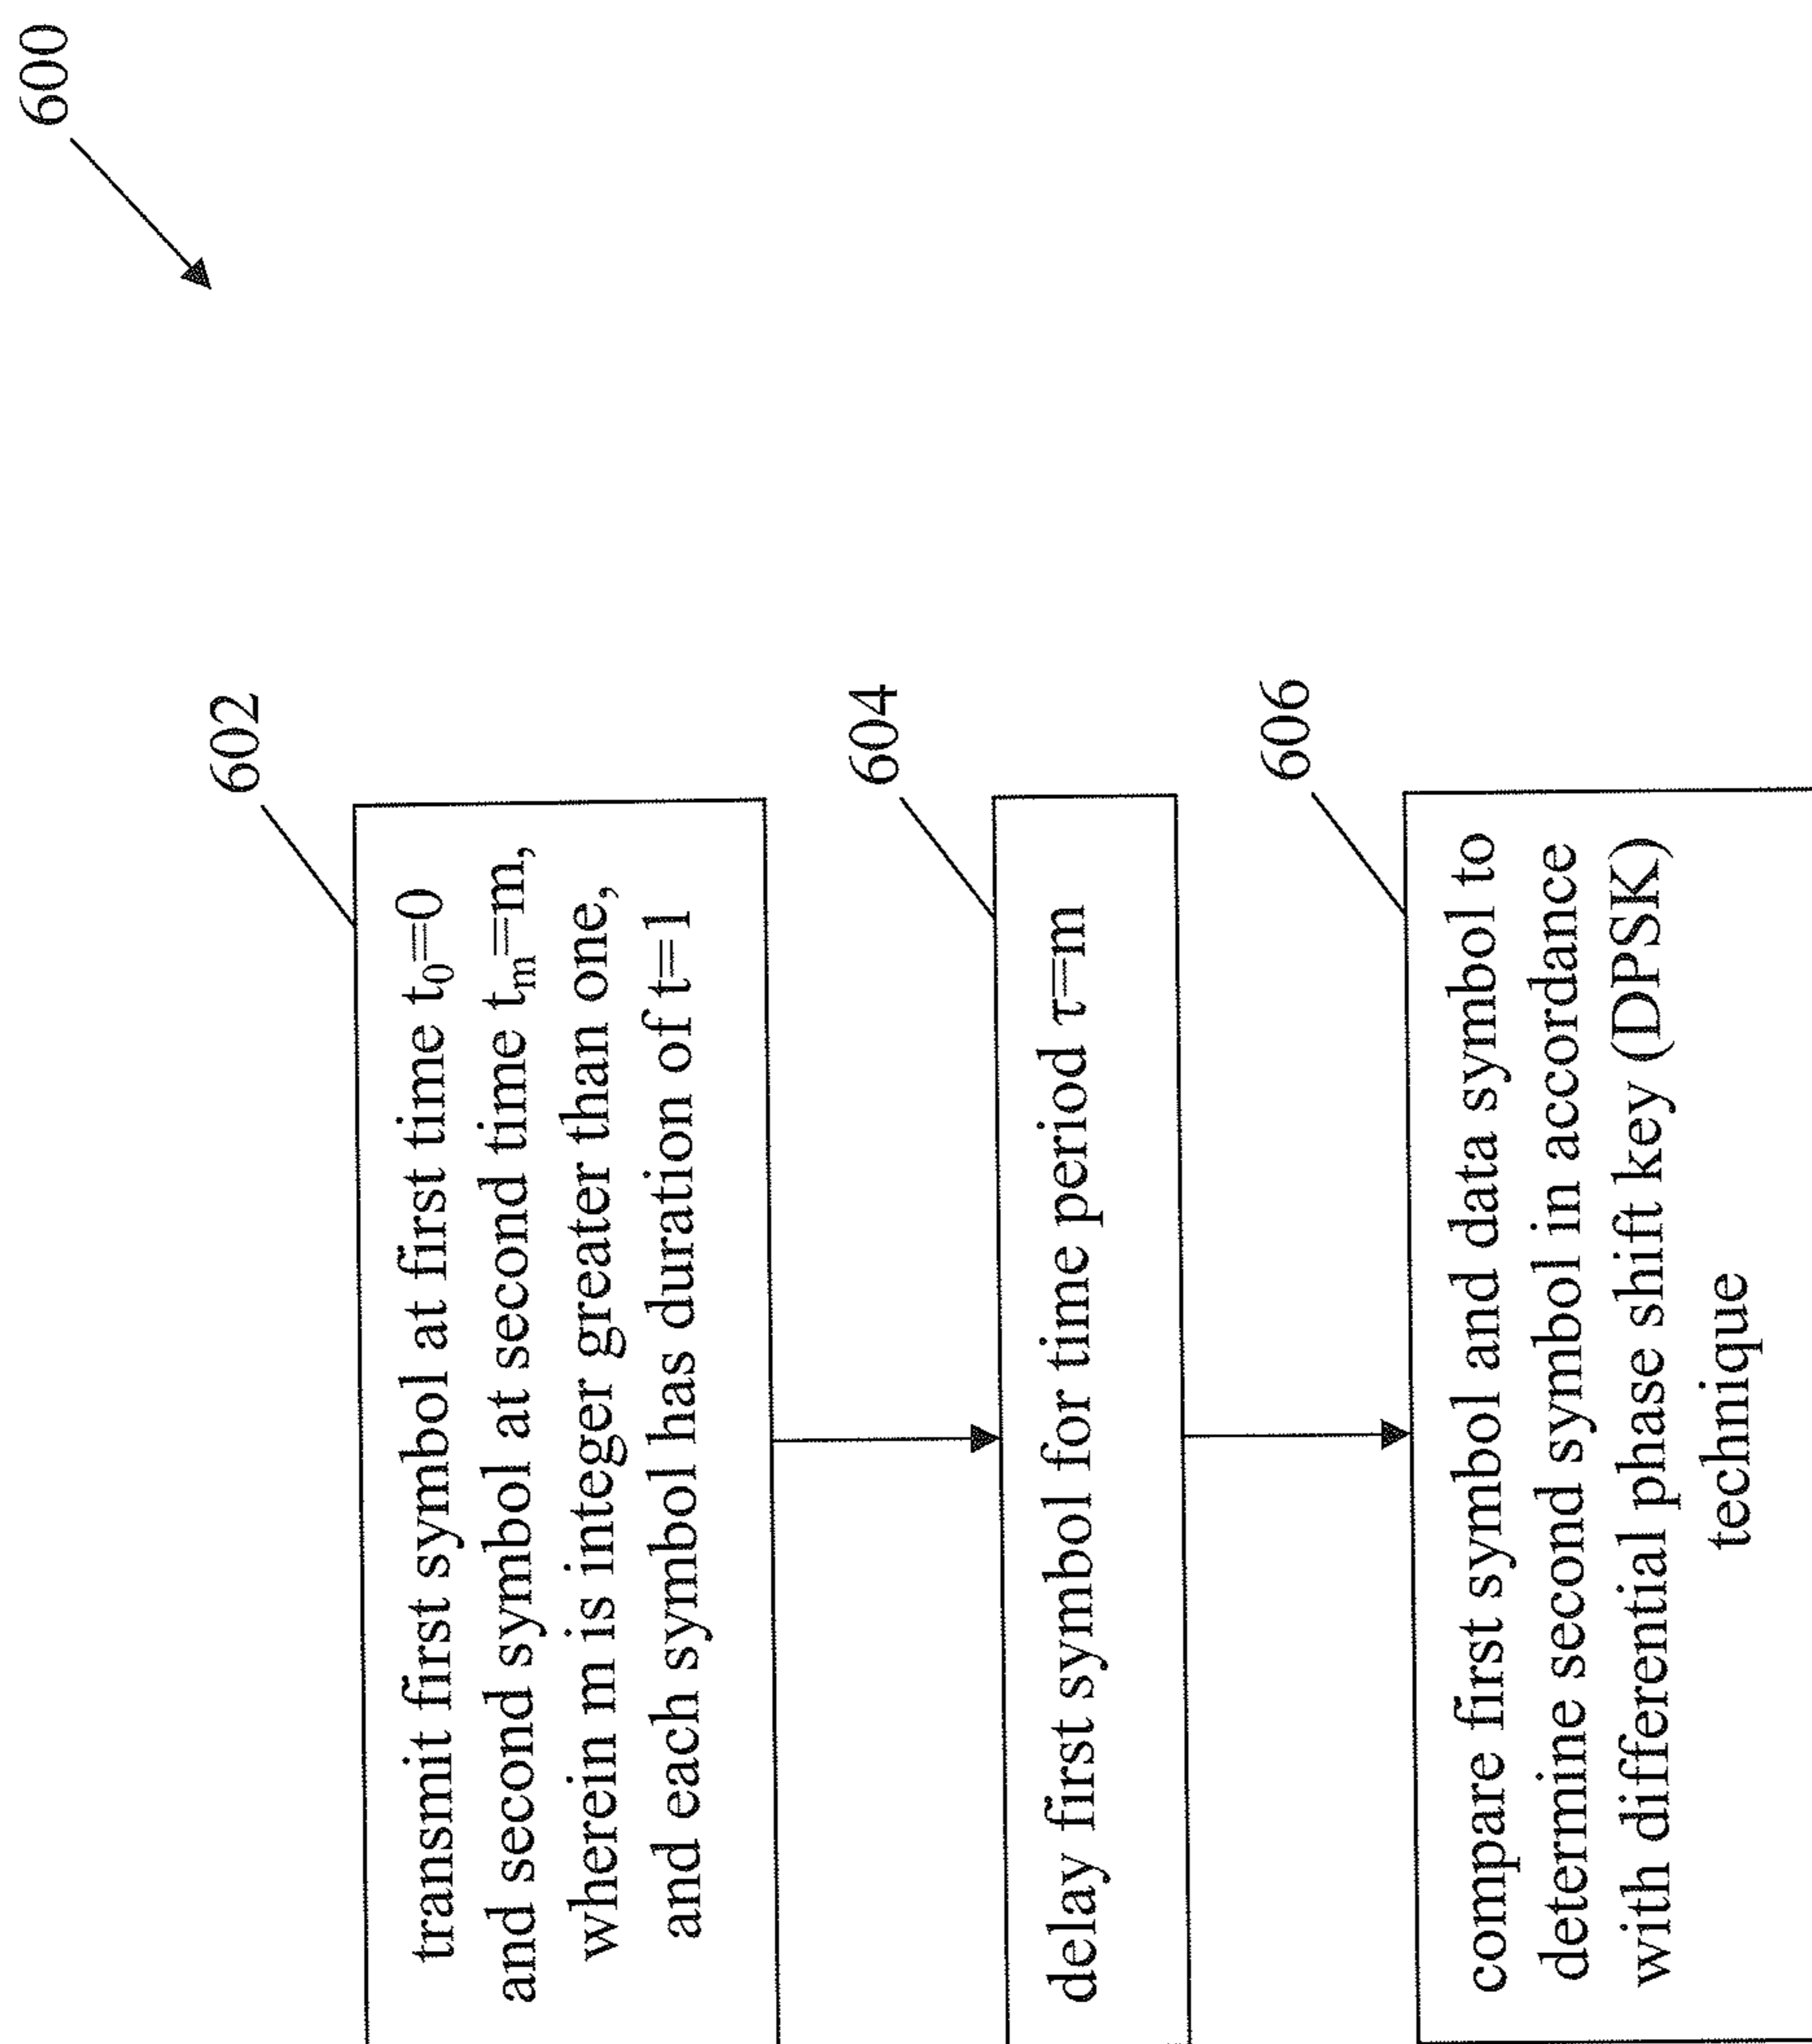 600
602
transmit first symbol at first time t₀=0
and second symbol at second time tₘ=m,
wherein m is integer greater than one,
and each symbol has duration of t=1
604
delay first symbol for time period τ=m
606
compare first symbol and data symbol to
determine second symbol in accordance
with differential phase shift key (DPSK)
technique